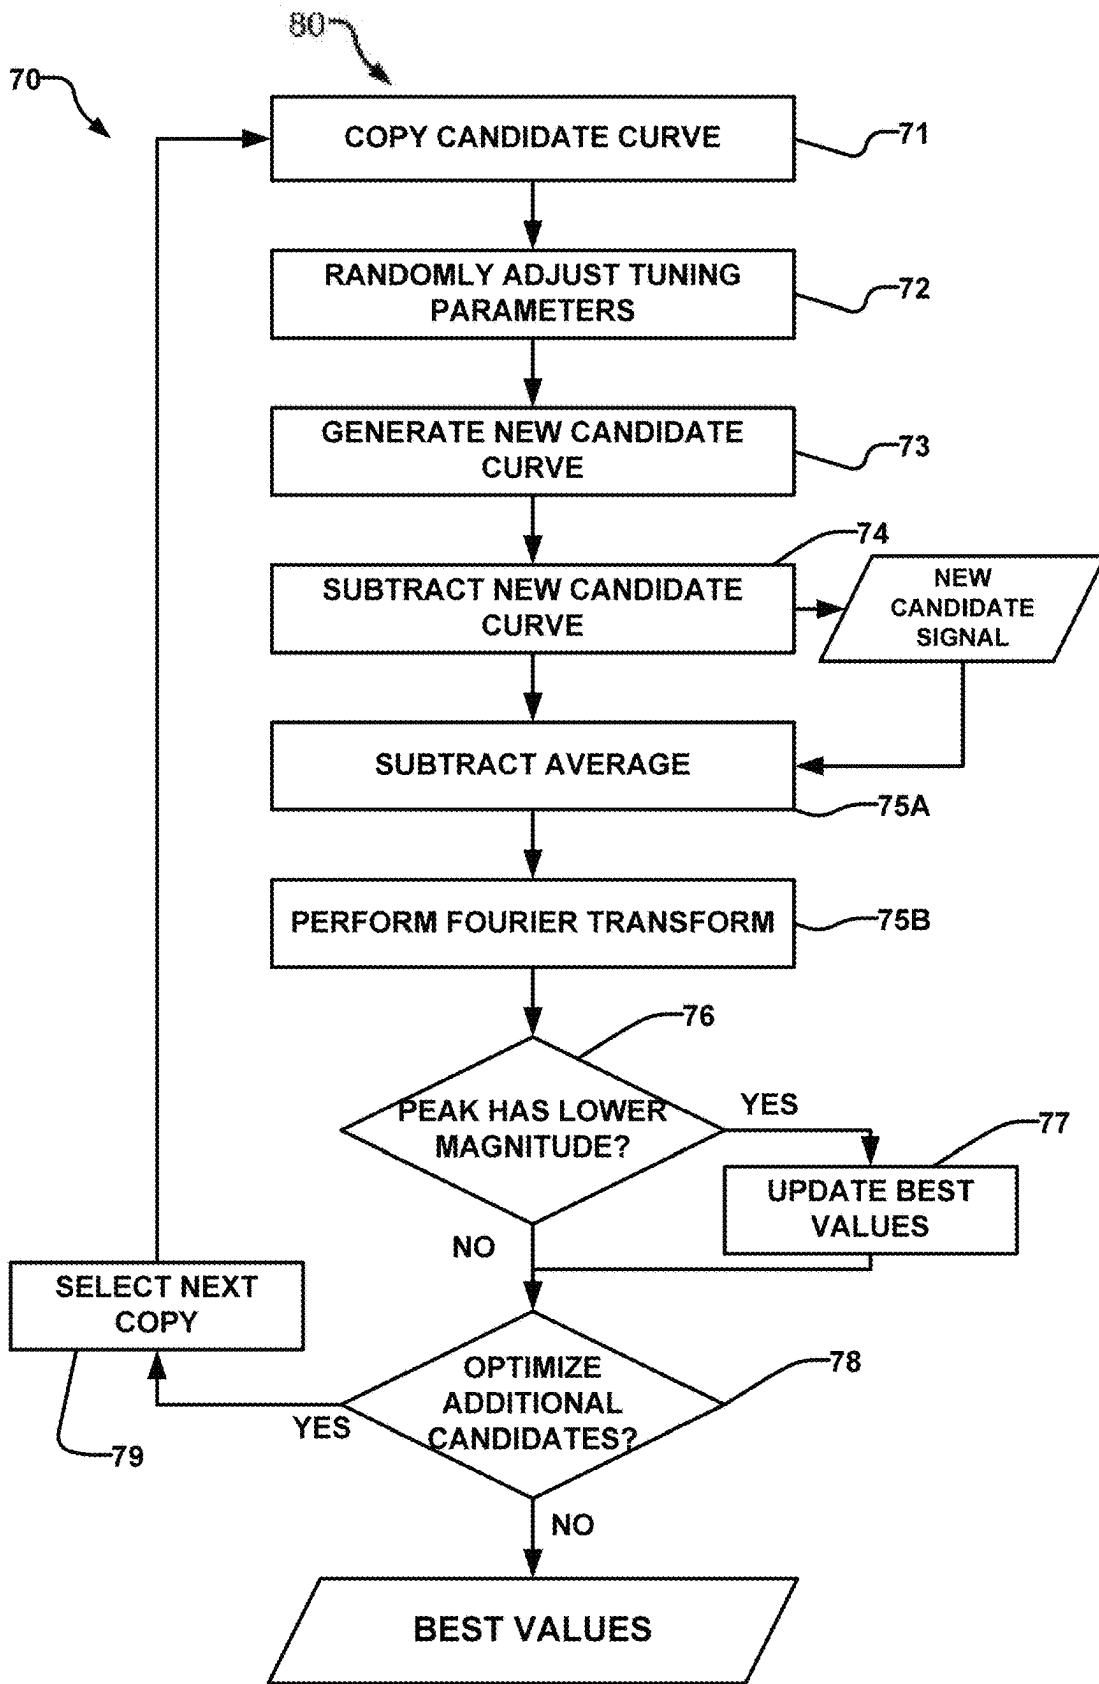 80
70
COPY CANDIDATE CURVE
71
RANDOMLY ADJUST TUNING
PARAMETERS
72
GENERATE NEW CANDIDATE
CURVE
73
74
SUBTRACT NEW CANDIDATE
CURVE
NEW
CANDIDATE
SIGNAL
SUBTRACT AVERAGE
75A
PERFORM FOURIER TRANSFORM
75B
76
PEAK HAS LOWER
MAGNITUDE?
YES
77
UPDATE BEST
VALUES
NO
SELECT NEXT
COPY
79
OPTIMIZE
ADDITIONAL
CANDIDATES?
78
YES
NO
BEST VALUES